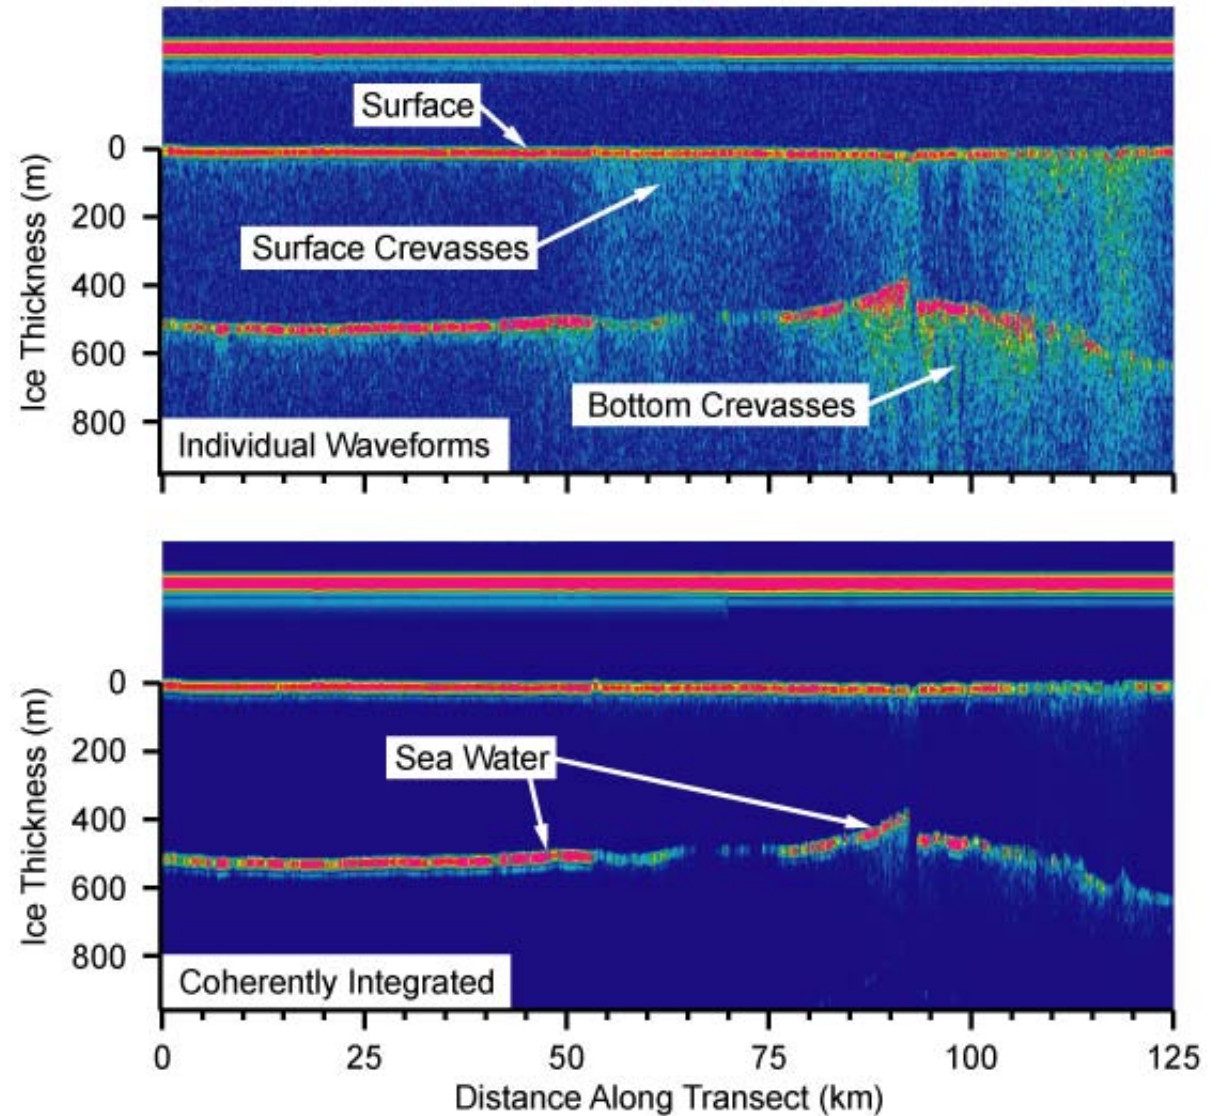 Surface
0
Surface Crevasses
200
400
600
Bottom Crevasses
800
Individual Waveforms
Ice Thickness (m)
0
Sea Water
200
400
600
800
Coherently Integrated
Ice Thickness (m)
0 25 50 75 100 125
Distance Along Transect (km)